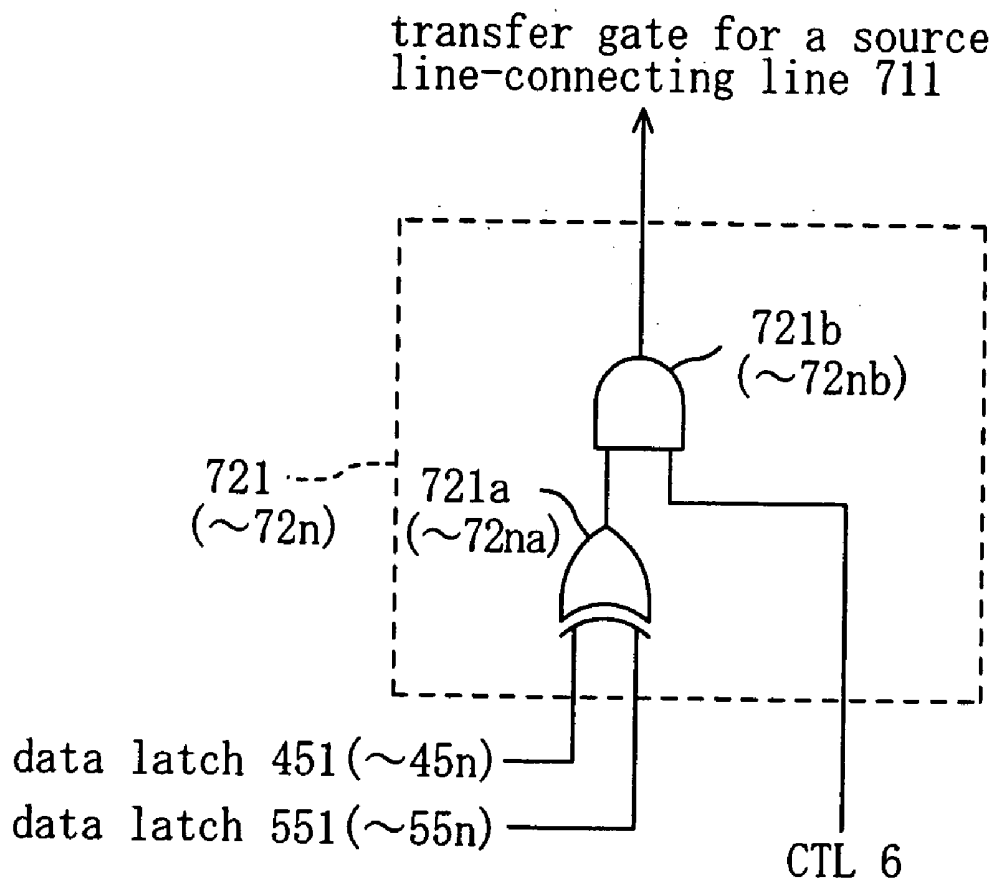 transfer gate for a source
line-connecting line 711
721b
(～72nb)
721
(～72n)
721a
(～72na)
data latch 451(～45n)
data latch 551(～55n)
CTL 6